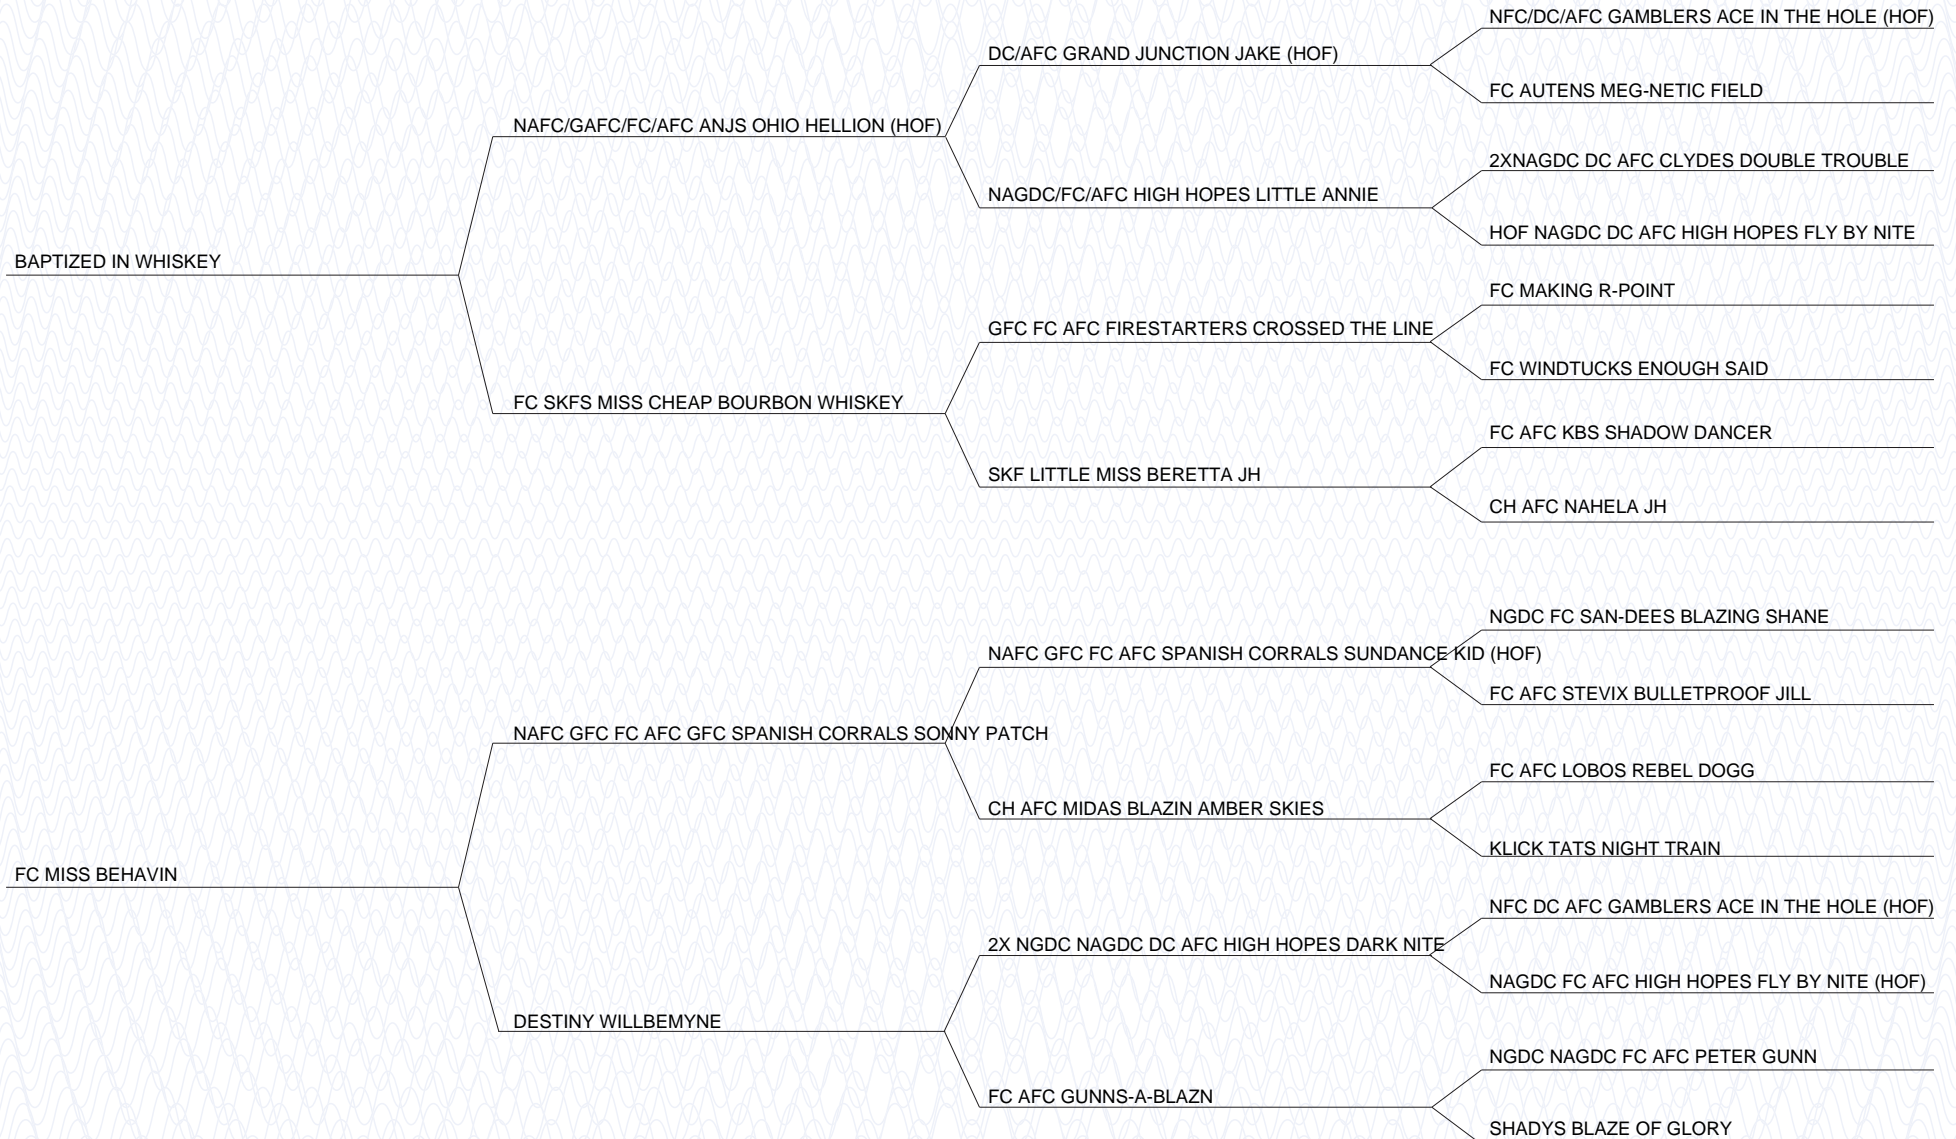 NFC/DC/AFC GAMBLERS ACE IN THE HOLE (HOF)
DC/AFC GRAND JUNCTION JAKE (HOF)
FC AUTENS MEG-NETIC FIELD
NAFC/GAFC/FC/AFC ANJS OHIO HELLION (HOF)
2XNAGDC DC AFC CLYDES DOUBLE TROUBLE
NAGDC/FC/AFC HIGH HOPES LITTLE ANNIE
HOF NAGDC DC AFC HIGH HOPES FLY BY NITE
BAPTIZED IN WHISKEY
FC MAKING R-POINT
GFC FC AFC FIRESTARTERS CROSSED THE LINE
FC WINDTUCKS ENOUGH SAID
FC SKFS MISS CHEAP BOURBON WHISKEY
FC AFC KBS SHADOW DANCER
SKF LITTLE MISS BERETTA JH
CH AFC NAHELA JH
NGDC FC SAN-DEES BLAZING SHANE
NAFC GFC FC AFC SPANISH CORRALS SUNDANCE KID (HOF)
FC AFC STEVIX BULLETPROOF JILL
NAFC GFC FC AFC GFC SPANISH CORRALS SONNY PATCH
FC AFC LOBOS REBEL DOGG
CH AFC MIDAS BLAZIN AMBER SKIES
KLICK TATS NIGHT TRAIN
FC MISS BEHAVIN
NFC DC AFC GAMBLERS ACE IN THE HOLE (HOF)
2X NGDC NAGDC DC AFC HIGH HOPES DARK NITE
NAGDC FC AFC HIGH HOPES FLY BY NITE (HOF)
DESTINY WILLBEMYNE
NGDC NAGDC FC AFC PETER GUNN
FC AFC GUNNS-A-BLAZN
SHADYS BLAZE OF GLORY